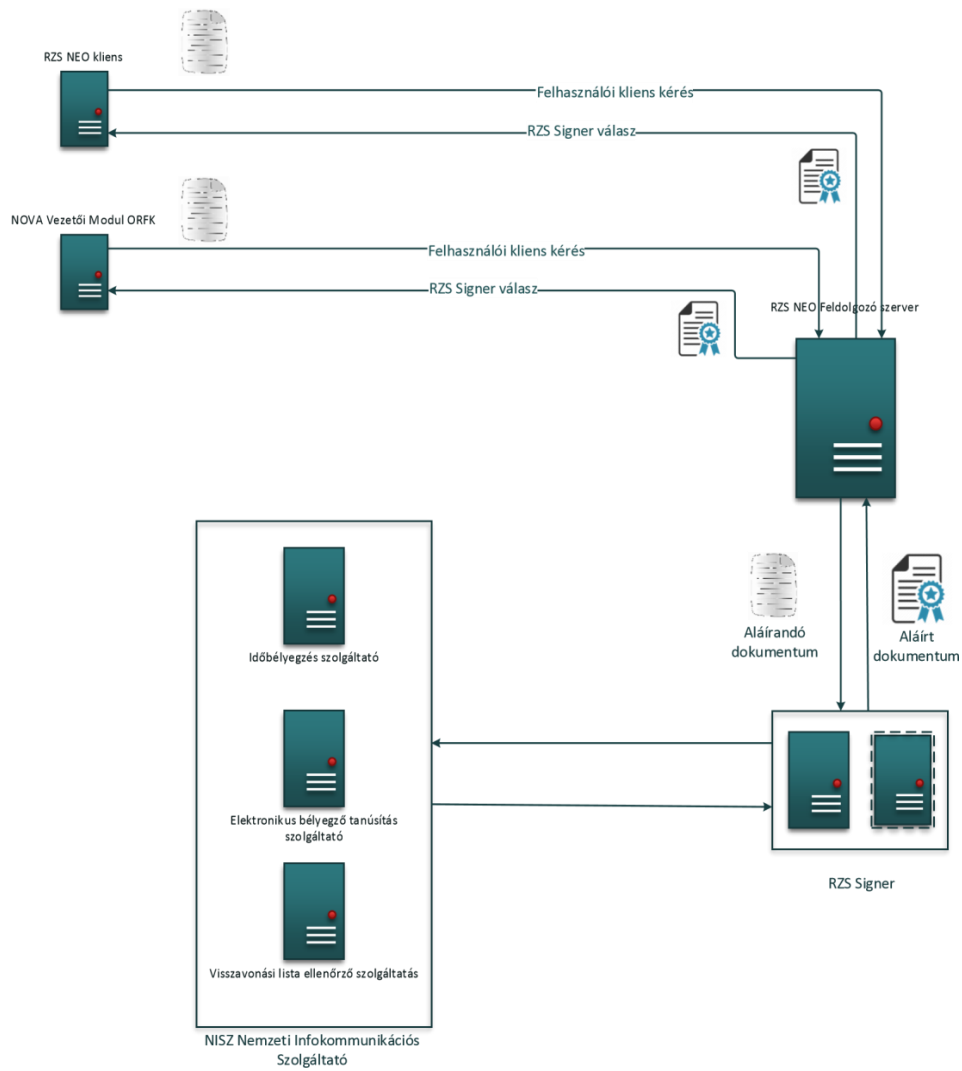 RZS NEO kliens
Felhasználói kliens kérés
RZS Signer válasz
NOVA Vezetői Modul ORFK
Felhasználói kliens kérés
RZS Signer válasz
RZS NEO Feldolgozó szerver
Időbélyegzés szolgáltató
Aláírandó
dokumentum
Aláírt
dokumentum
Elektronikus bélyegző tanúsítás
szolgáltató
RZS Signer
Visszavonási lista ellenőrző szolgáltatás
NISZ Nemzeti Infokommunikációs
Szolgáltató